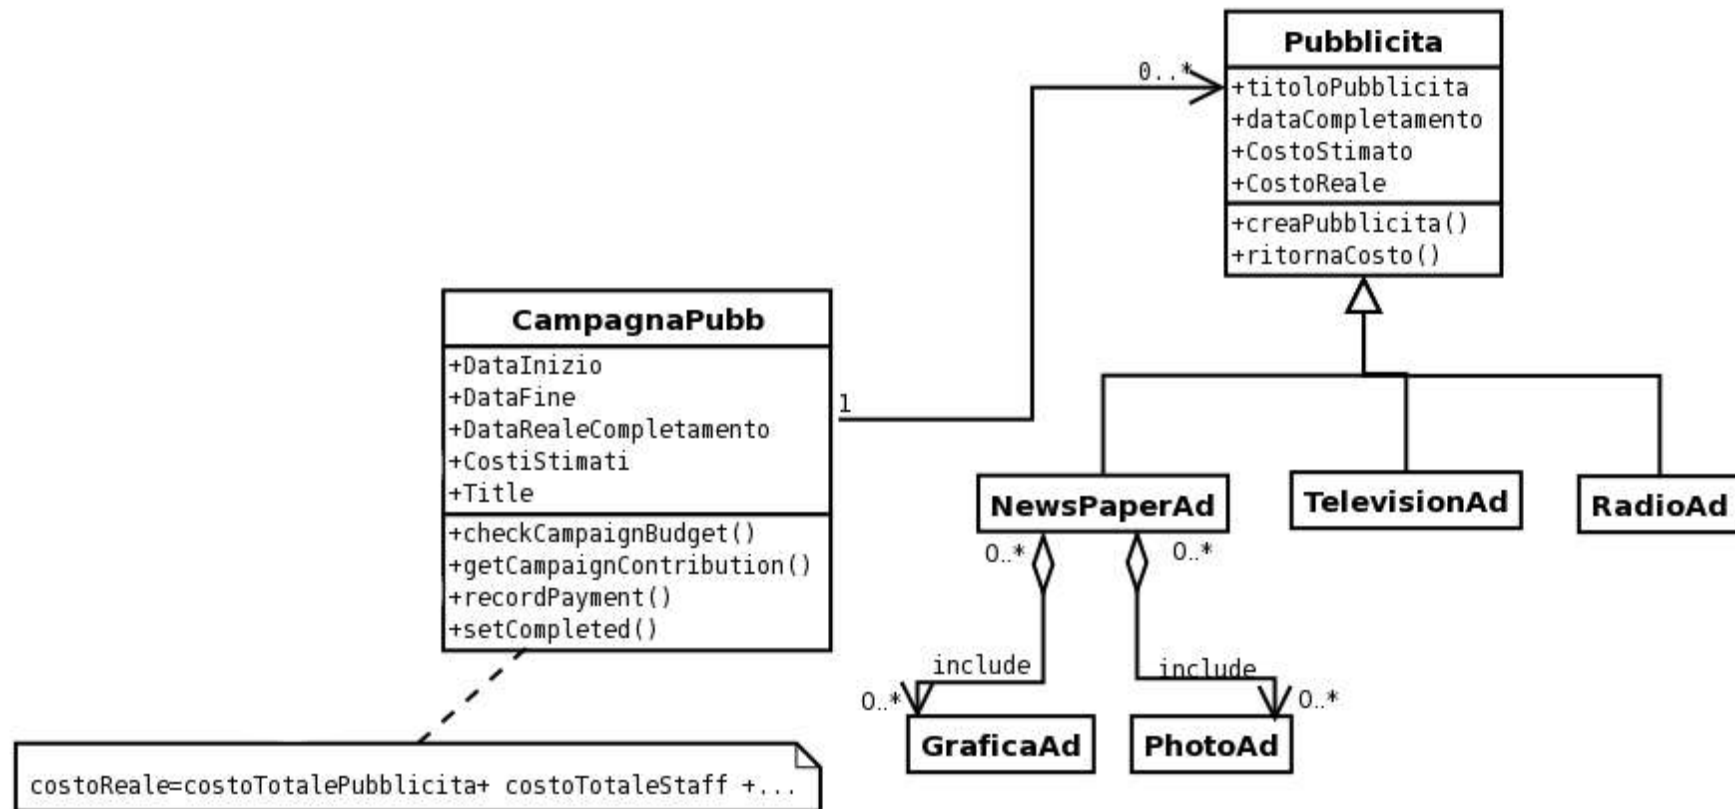 Pubblicita
0..*
+titoloPubblicita
+dataCompletamento
+CostoStimato
+CostoReale
+creaPubblicita()
+ritornaCosto()
CampagnaPubb
+DataInizio
+DataFine
+DataRealeCompletamento
+CostiStimati
+Title
+checkCampaignBudget()
+getCampaignContribution()
+recordPayment()
+setCompleted()
1
NewsPaperAd
TelevisionAd
RadioAd
0..*
0..*
include
include
0..*
0..*
GraficaAd
PhotoAd
costoReale=costoTotalePubblicita+ costoTotaleStaff +...